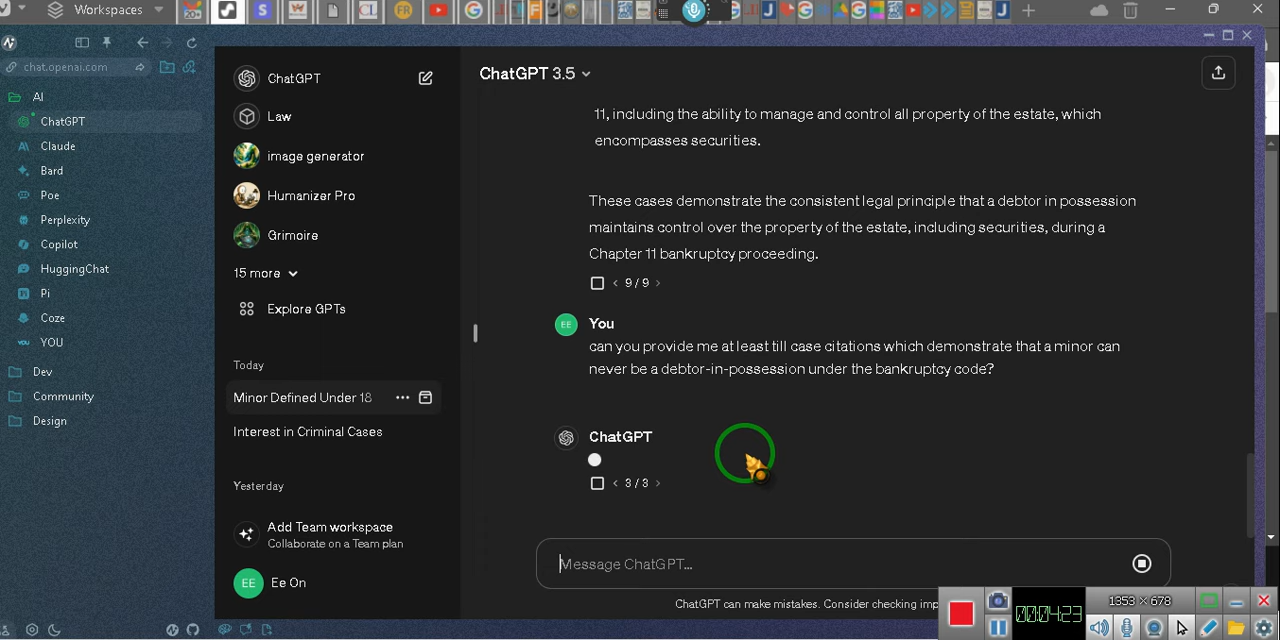 Workspaces
20+
S
CL
FR
chat.openai.com
AI
ChatGPT
Claude
Bard
Poe
Perplexity
Copilot
HuggingChat
Pi
Coze
YOU
YOU
Dev
Community
Design
ChatGPT
Law
image generator
Humanizer Pro
Grimoire
15 more
Explore GPTs
Today
Minor Defined Under 18
Interest in Criminal Cases
Yesterday
Add Team workspace
Collaborate on a Team plan
EE
Ee On
ChatGPT 3.5
11, including the ability to manage and control all property of the estate, which
encompasses securities.
These cases demonstrate the consistent legal principle that a debtor in possession
maintains control over the property of the estate, including securities, during a
Chapter 11 bankruptcy proceeding.
< 9/9 >
EE
You
can you provide me at least till case citations which demonstrate that a minor can
never be a debtor-in-possession under the bankruptcy code?
ChatGPT
< 3/3 >
Message ChatGPT...
ChatGPT can make mistakes. Consider checking imp
00:04:23
1353 × 678